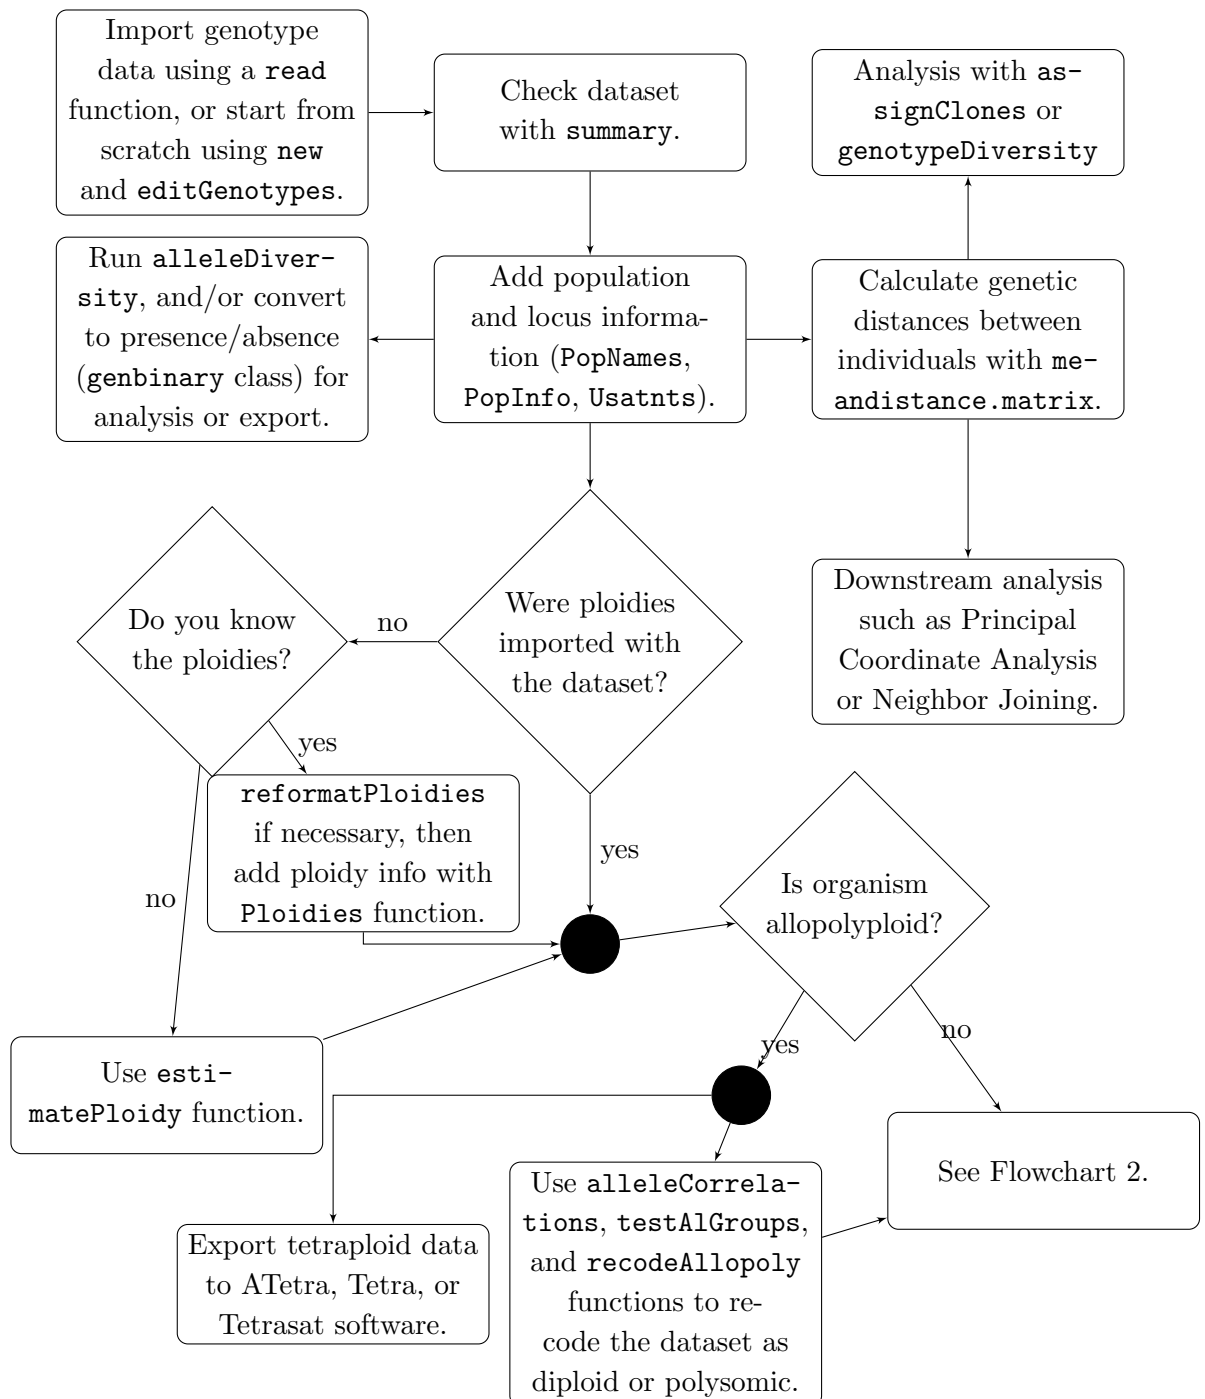 Import genotype
data using a read
function, or start from
scratch using new
and editGenotypes.
Check dataset
with summary.
Analysis with as-
signClones or
genotypeDiversity
Run alleleDiver-
sity, and/or convert
to presence/absence
(genbinary class) for
analysis or export.
Add population
and locus informa-
tion (PopNames,
PopInfo, Usatnts).
Calculate genetic
distances between
individuals with me-
andistance.matrix.
Do you know
the ploidies?
no
Were ploidies
imported with
the dataset?
Downstream analysis
such as Principal
Coordinate Analysis
or Neighbor Joining.
yes
reformatPloidies
if necessary, then
add ploidy info with
Ploidies function.
yes
no
Is organism
allopolyploid?
Use esti-
matePloidy function.
yes
no
Export tetraploid data
to ATetra, Tetra, or
Tetrasat software.
Use alleleCorrela-
tions, testAlGroups,
and recodeAllopoly
functions to re-
code the dataset as
diploid or polysomic.
See Flowchart 2.